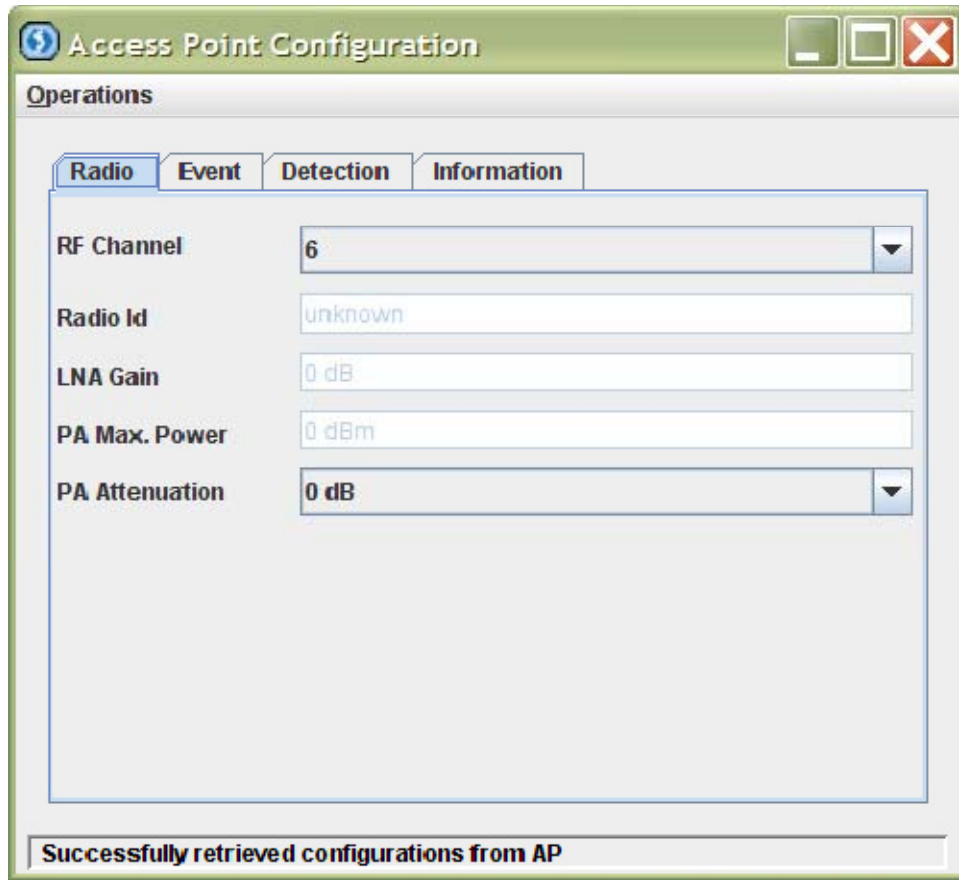 Access Point Configuration
Operations
Radio Event Detection Information
RF Channel 6
Radio Id unknown
LNA Gain 0 dB
PA Max. Power 0 dBm
PA Attenuation 0 dB
Successfully retrieved configurations from AP